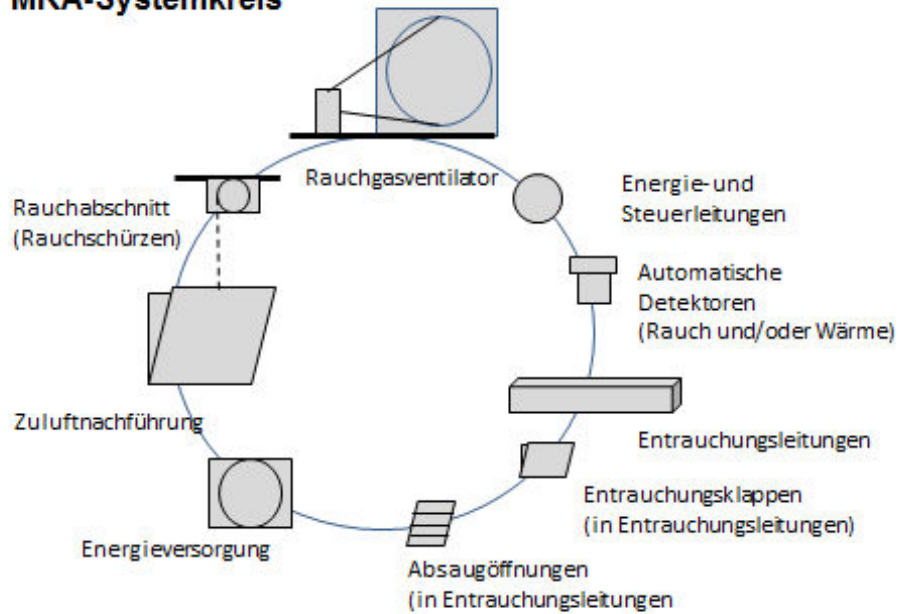 MRA-Systemkreis
Rauchgasventilator
Energie-und
Steuerleitungen
Rauchabschnitt
(Rauchschürzen)
Automatische
Detektoren
(Rauch und/oder Wärme)
Zuluftnachführung
Entrauchungsleitungen
Entrauchungsklappen
(in Entrauchungsleitungen)
Energieversorgung
Absaugöffnungen
(in Entrauchungsleitungen